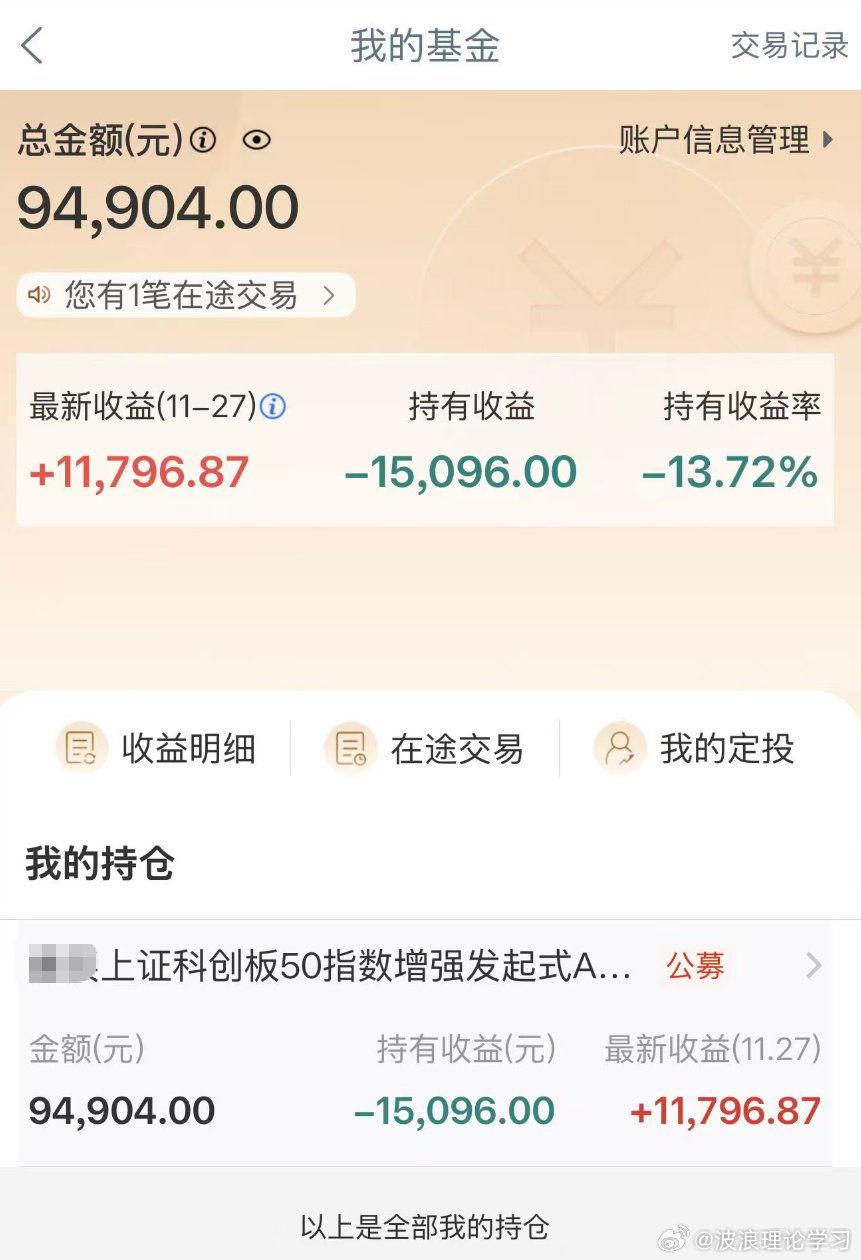 我的基金 交易记录
总金额(元) 账户信息管理
94,904.00
您有1笔在途交易
最新收益(11-27) 持有收益 持有收益率
+11,796.87 -15,096.00 -13.72%
收益明细 在途交易 我的定投
我的持仓
上证科创板50指数增强发起式A... 公募
金额(元) 持有收益(元) 最新收益(11.27)
94,904.00 -15,096.00 +11,796.87
以上是全部我的持仓
@波浪理论学习